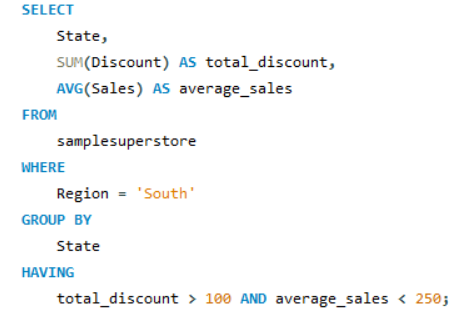 SELECT
    State,
    SUM(Discount) AS total_discount,
    AVG(Sales) AS average_sales
FROM
    samplesuperstore
WHERE
    Region = 'South'
GROUP BY
    State
HAVING
    total_discount > 100 AND average_sales < 250;